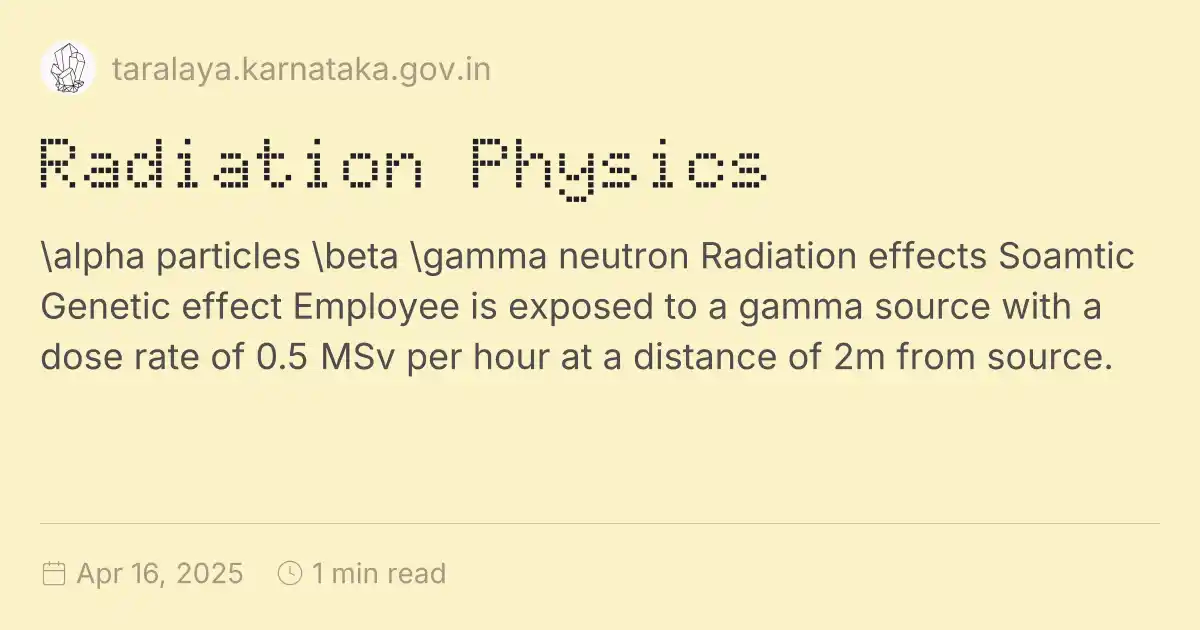 taralaya.karnataka.gov.in
Radiation Physics
\alpha particles \beta \gamma neutron Radiation effects Soamtic
Genetic effect Employee is exposed to a gamma source with a
dose rate of 0.5 MSv per hour at a distance of 2m from source.
Apr 16, 2025 1 min read